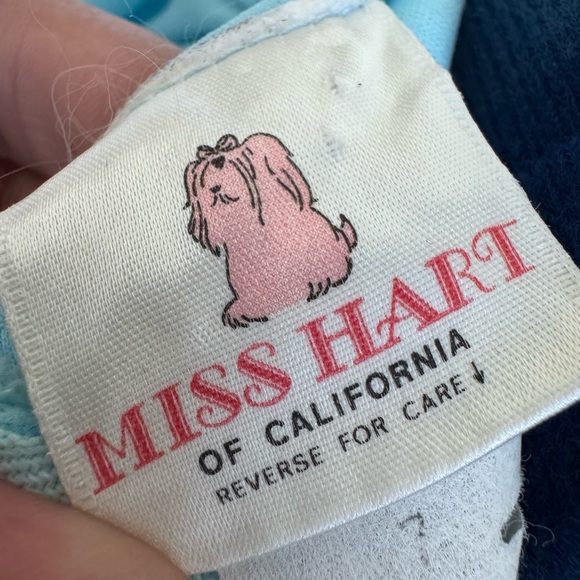 MISS HART
OF CALIFORNIA
REVERSE FOR CARE↓